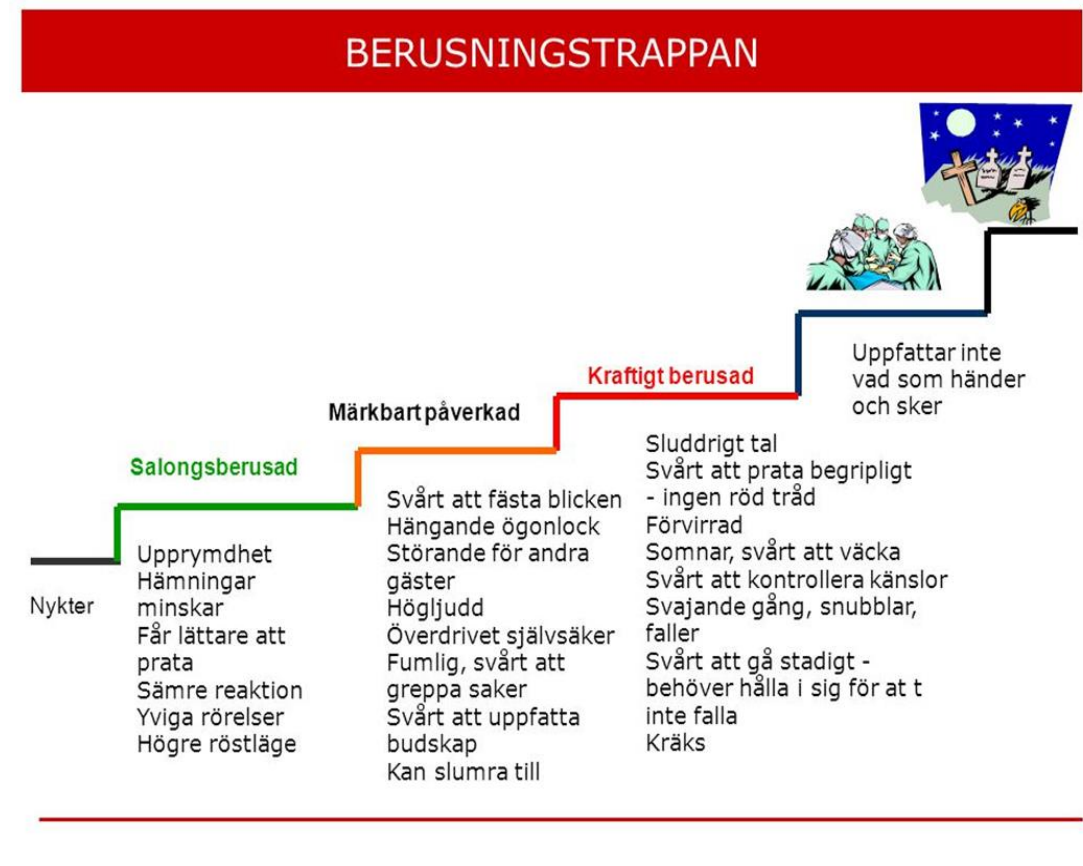 BERUSNINGSTRAPPAN
Nykter
Salongsberusad
Upprymdhet
Hämningar
minskar
Får lättare att
prata
Sämre reaktion
Yviga rörelser
Högre röstläge
Märkbart påverkad
Svårt att fästa blicken
Hängande ögonlock
Störande för andra
gäster
Högljudd
Överdrivet självsäker
Fumlig, svårt att
greppa saker
Svårt att uppfatta
budskap
Kan slumra till
Kraftigt berusad
Sluddrigt tal
Svårt att prata begripligt
- ingen röd tråd
Förvirrad
Somnar, svårt att väcka
Svårt att kontrollera känslor
Svajande gång, snubblar,
faller
Svårt att gå stadigt -
behöver hålla i sig för at t
inte falla
Kräks
Uppfattar inte
vad som händer
och sker